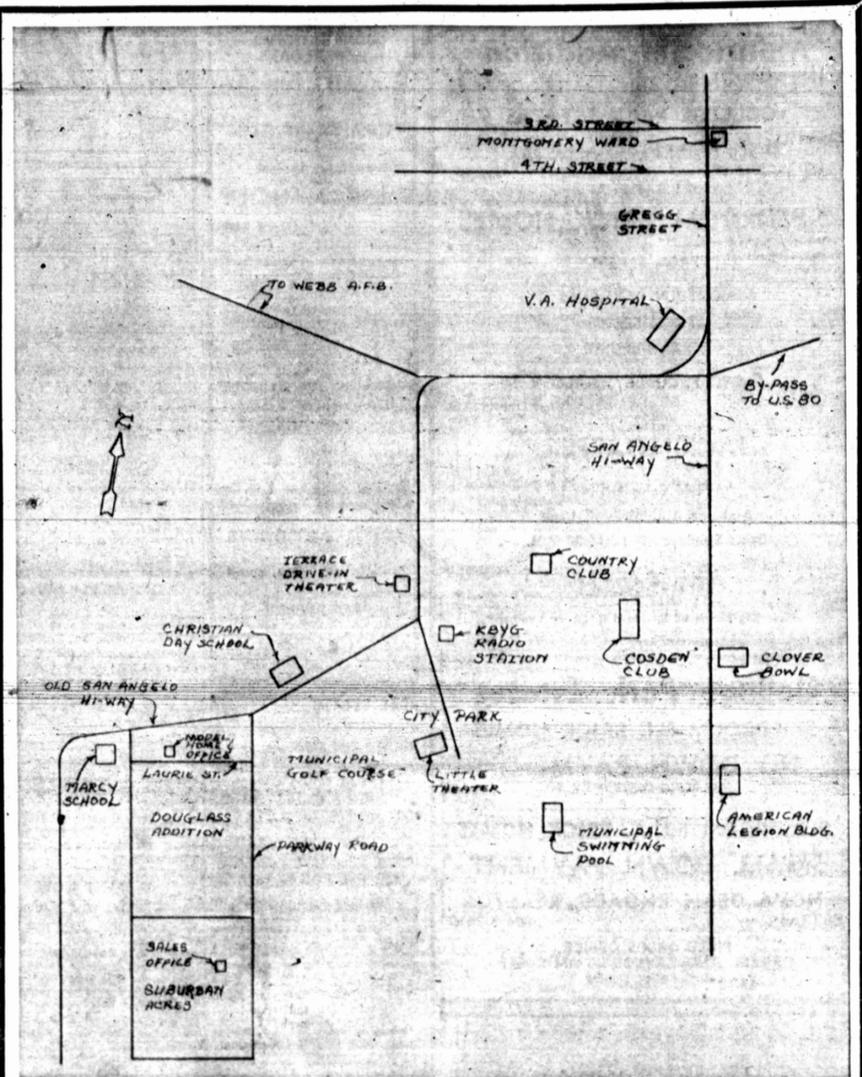 3RD. STREET
MONTGOMERY WARD
4TH. STREET
GREGG
STREET
TO WEBB A.F.B.
V.A. HOSPITAL
BY-PASS
TO U.S. 80
N
SAN ANGELO
HI-WAY
TERRACE
DRIVE-IN
THEATER
COUNTRY
CLUB
CHRISTIAN
DAY SCHOOL
KBYG
RADIO
STATION
COSDEN
CLUB
CLOVER
BOWL
OLD SAN ANGELO
HI-WAY
CITY PARK
MODEL
HOME &
OFFICE
MARCY
SCHOOL
LAURIE ST.
MUNICIPAL
GOLF COURSE
LITTLE
THEATER
DOUGLASS
ADDITION
PARKWAY ROAD
MUNICIPAL
SWIMMING
POOL
AMERICAN
LEGION BLDG.
SALES
OFFICE
SUBURBAN
ACRES